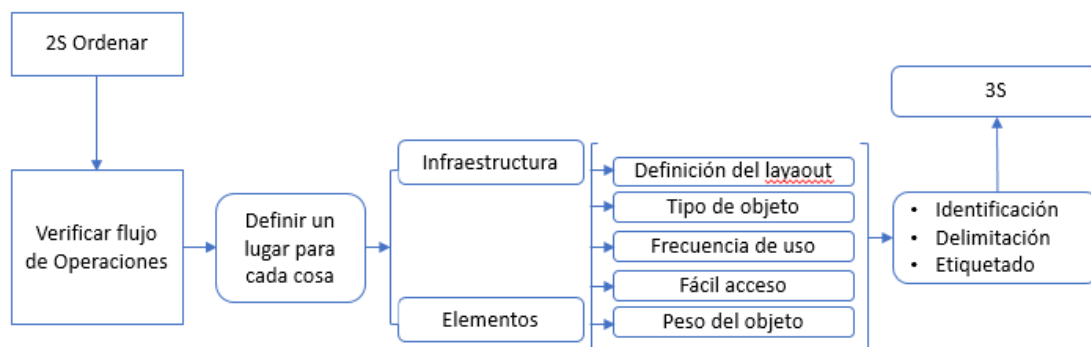 2S Ordenar
Verificar flujo
de Operaciones
Definir un
lugar para
cada cosa
Infraestructura
Elementos
Definición del layaout
Tipo de objeto
Frecuencia de uso
Fácil acceso
Peso del objeto
• Identificación
• Delimitación
• Etiquetado
3S